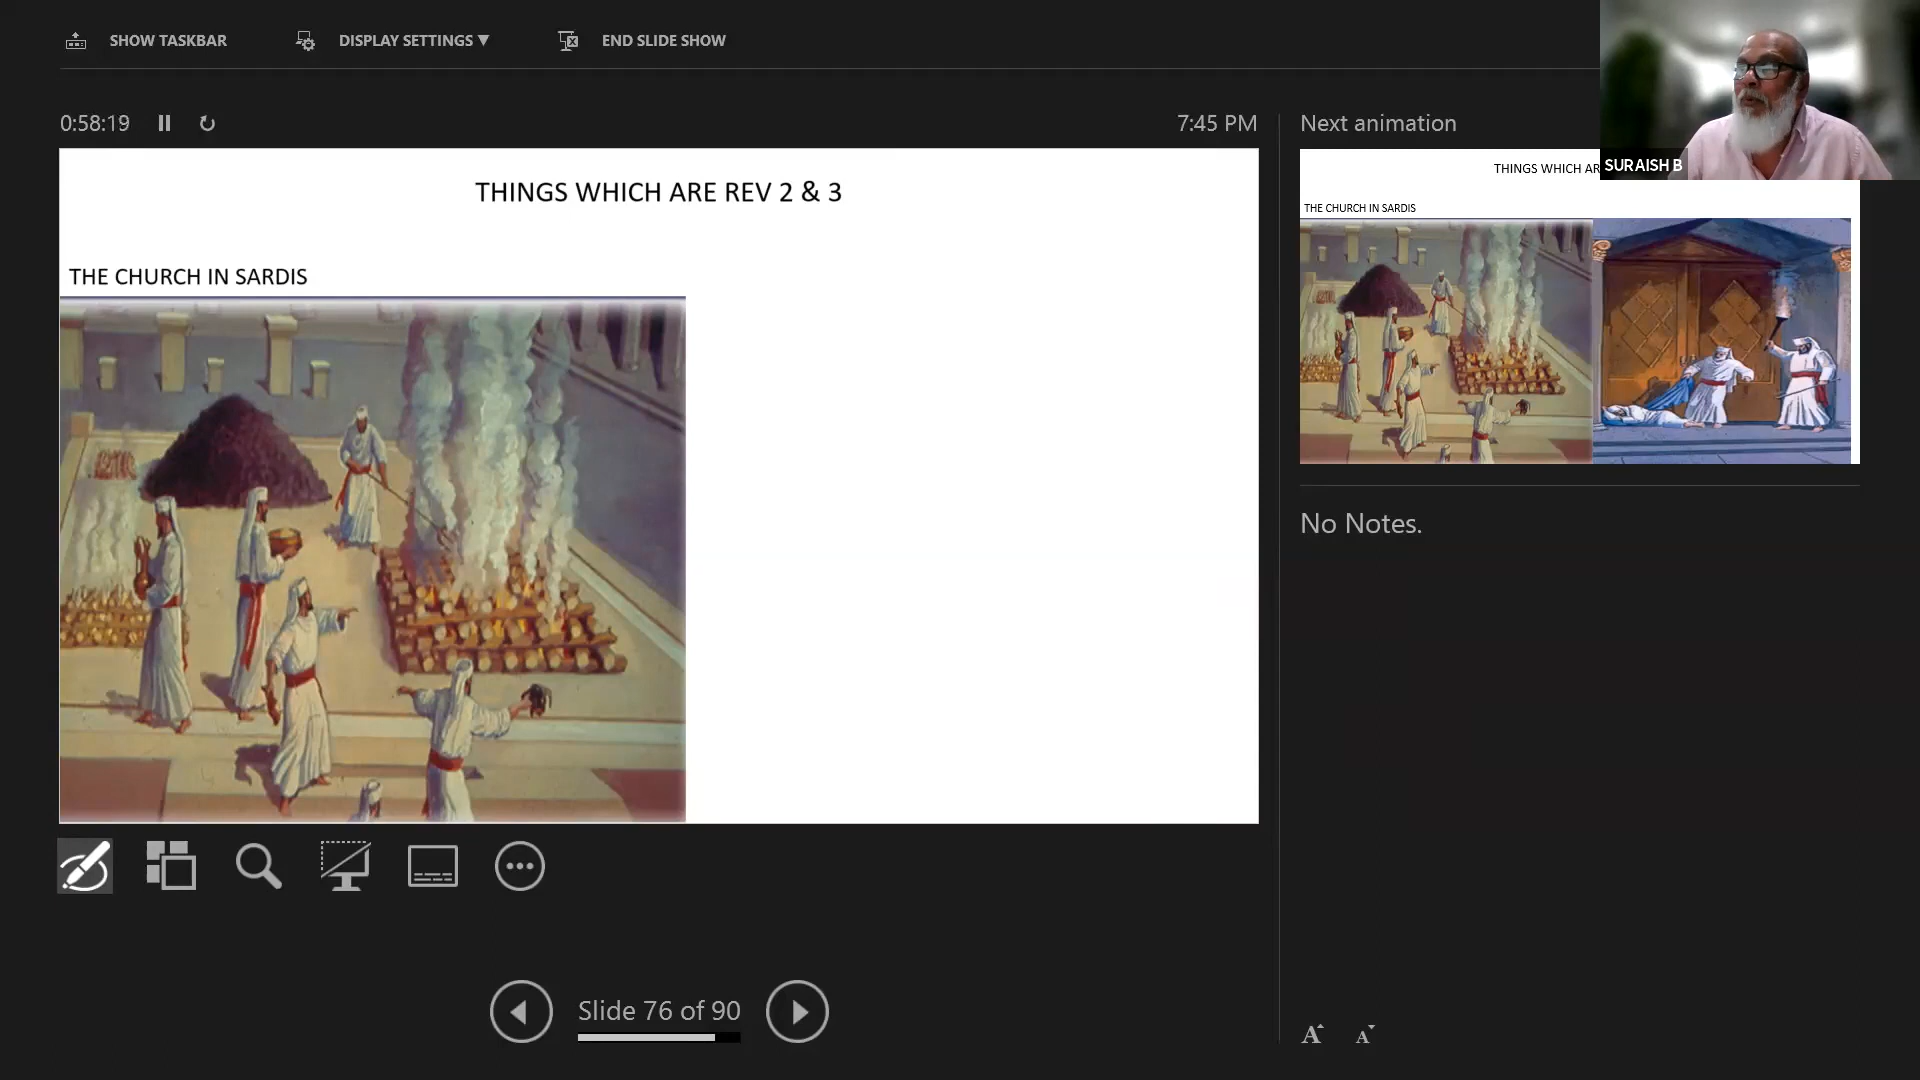 SHOW TASKBAR
DISPLAY SETTINGS ▼
END SLIDE SHOW
0:58:19
7:45 PM
Next animation
SURAISH B
THINGS WHICH ARE REV 2 & 3
THE CHURCH IN SARDIS
THINGS WHICH AR
THE CHURCH IN SARDIS
No Notes.
Slide 76 of 90
A A